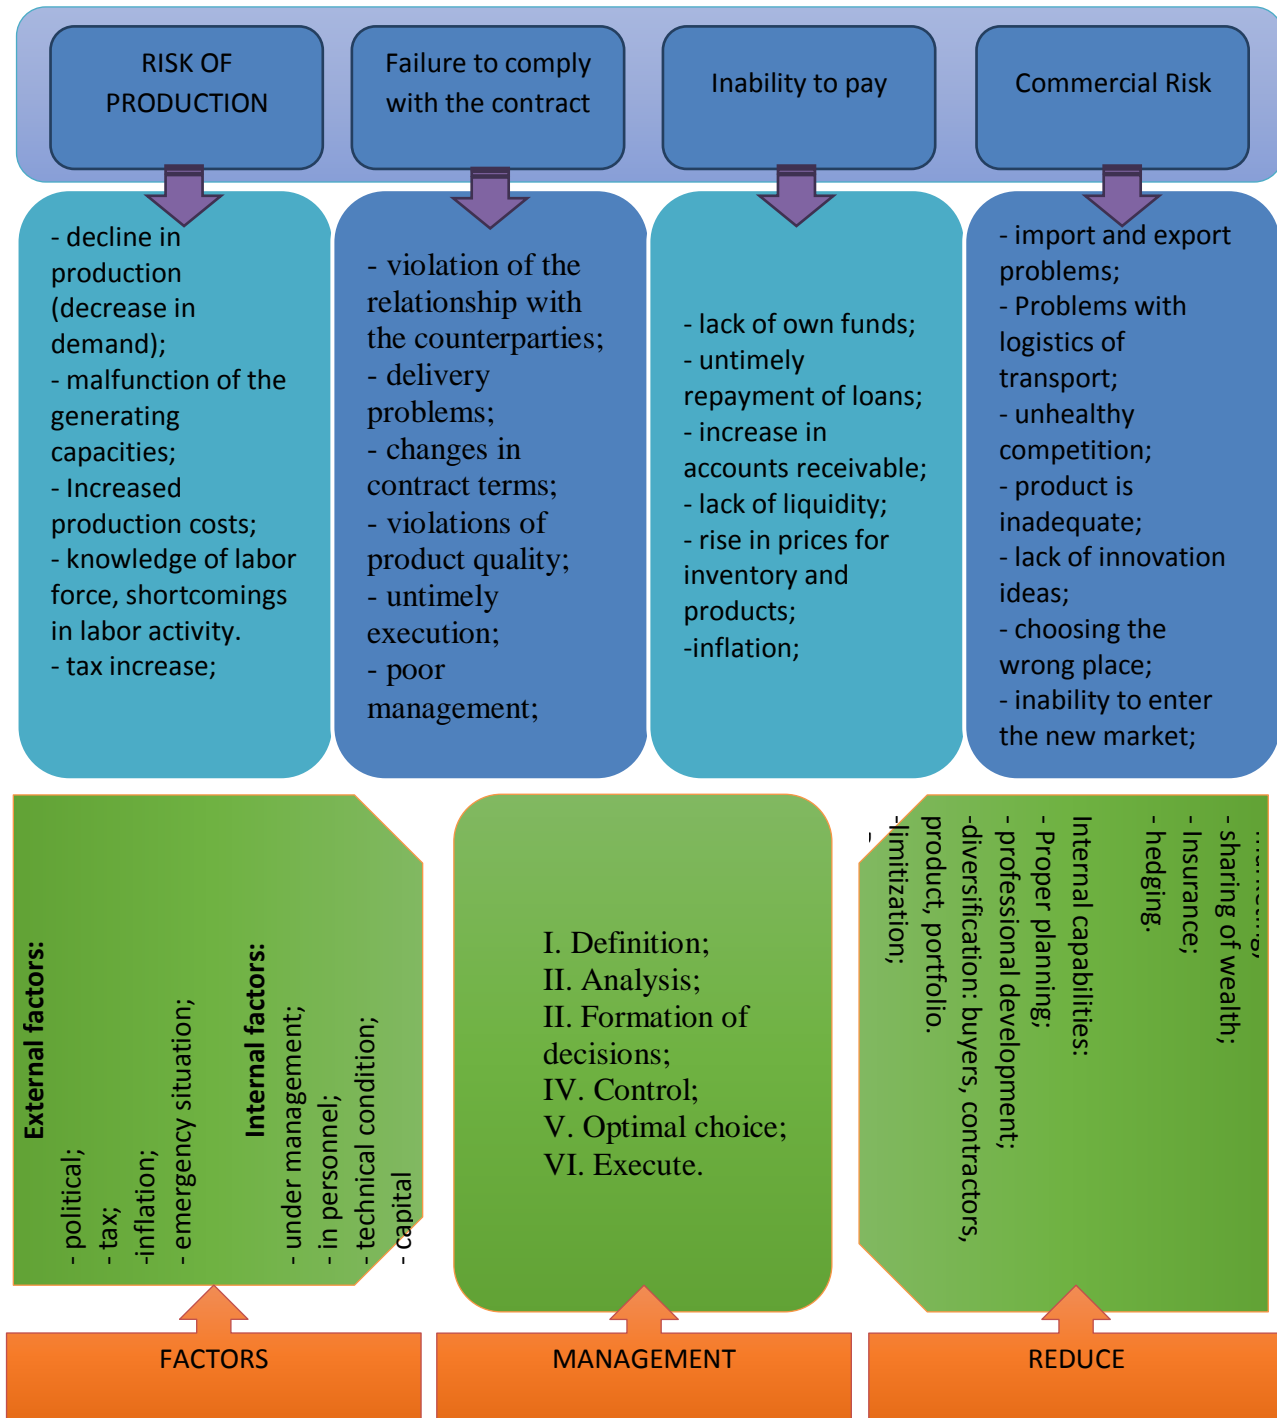 RISK OF
PRODUCTION
Failure to comply
with the contract
Inability to pay
Commercial Risk
- decline in
production
(decrease in
demand);
- malfunction of the
generating
capacities;
- Increased
production costs;
- knowledge of labor
force, shortcomings
in labor activity.
- tax increase;
- violation of the
relationship with
the counterparties;
- delivery
problems;
- changes in
contract terms;
- violations of
product quality;
- untimely
execution;
- poor
management;
- lack of own funds;
- untimely
repayment of loans;
- increase in
accounts receivable;
- lack of liquidity;
- rise in prices for
inventory and
products;
-inflation;
- import and export
problems;
- Problems with
logistics of
transport;
- unhealthy
competition;
- product is
inadequate;
- lack of innovation
ideas;
- choosing the
wrong place;
- inability to enter
the new market;
External factors:
- political;
- tax;
-inflation;
- emergency situation;
Internal factors:
- under management;
- in personnel;
- technical condition;
- capital
I. Definition;
II. Analysis;
II. Formation of
decisions;
IV. Control;
V. Optimal choice;
VI. Execute.
- sharing of wealth;
- Insurance;
- hedging.
Internal capabilities:
- Proper planning;
- professional development;
-diversification: buyers, contractors,
product, portfolio.
-limitization;
FACTORS
MANAGEMENT
REDUCE